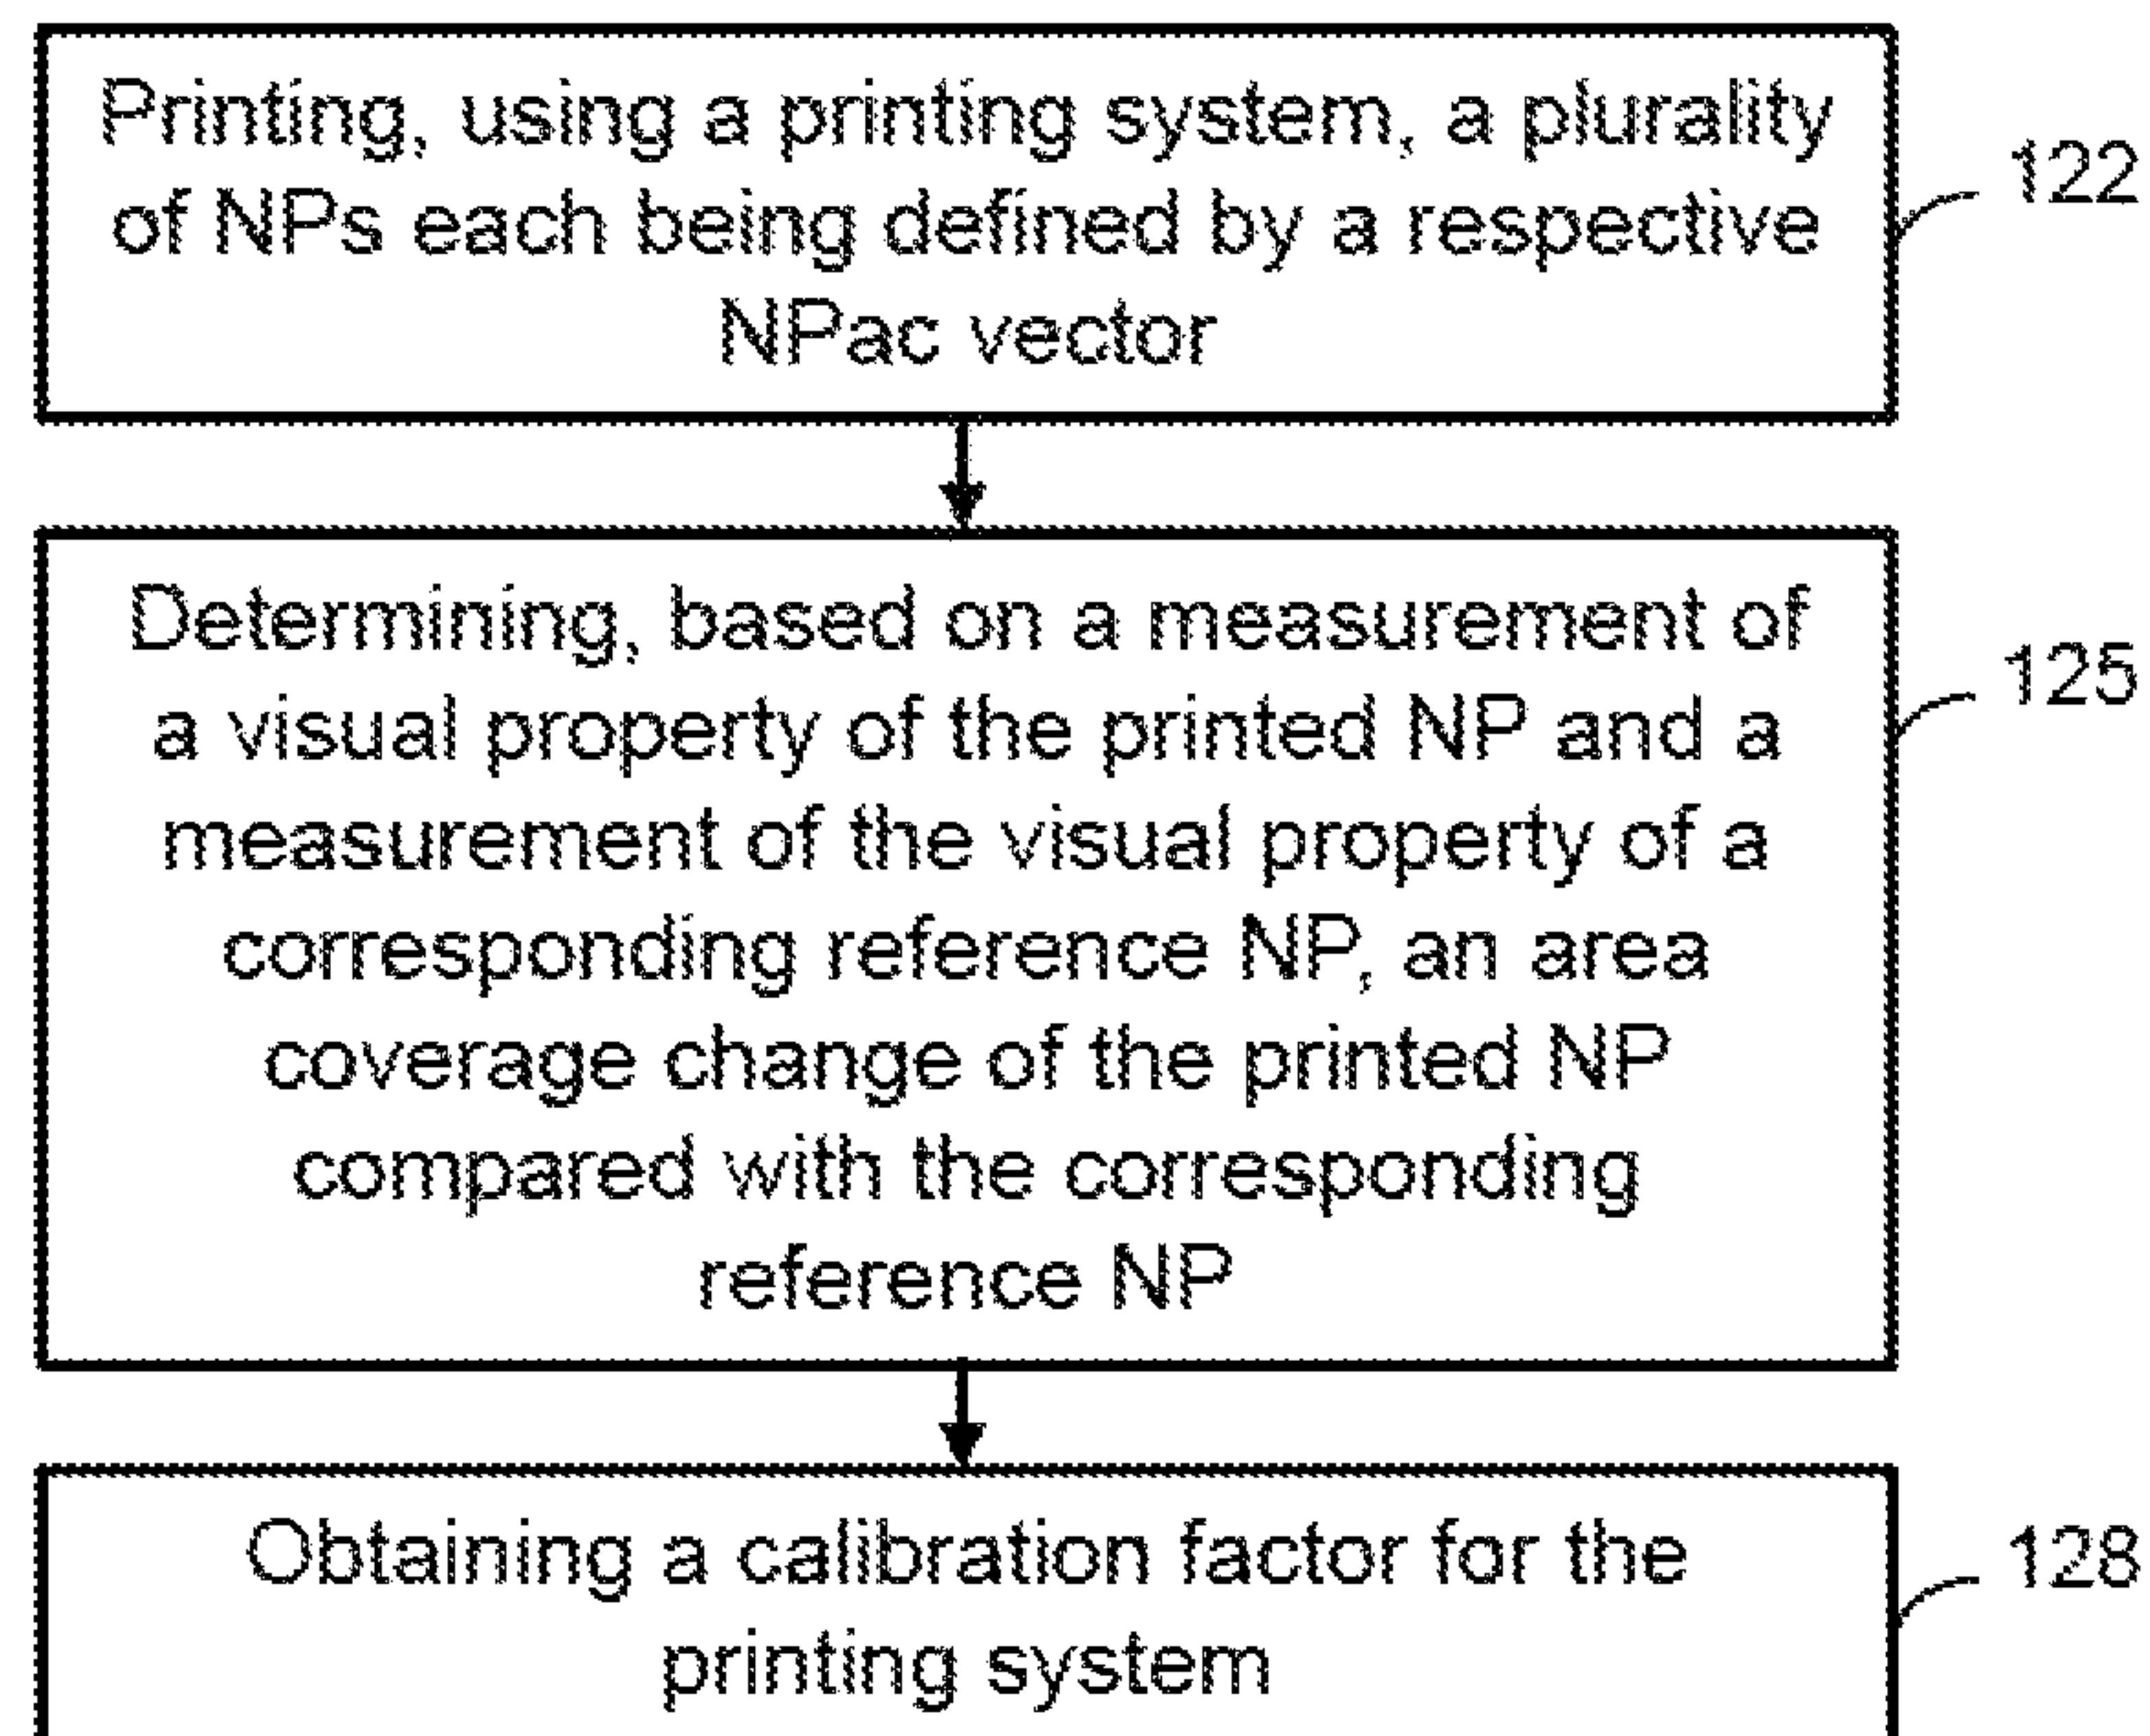 Printing, using a printing system, a plurality
of NPs each being defined by a respective
NPac vector
122
Determining, based on a measurement of
a visual property of the printed NP and a
measurement of the visual property of a
corresponding reference NP, an area
coverage change of the printed NP
compared with the corresponding
reference NP
125
Obtaining a calibration factor for the
printing system
128